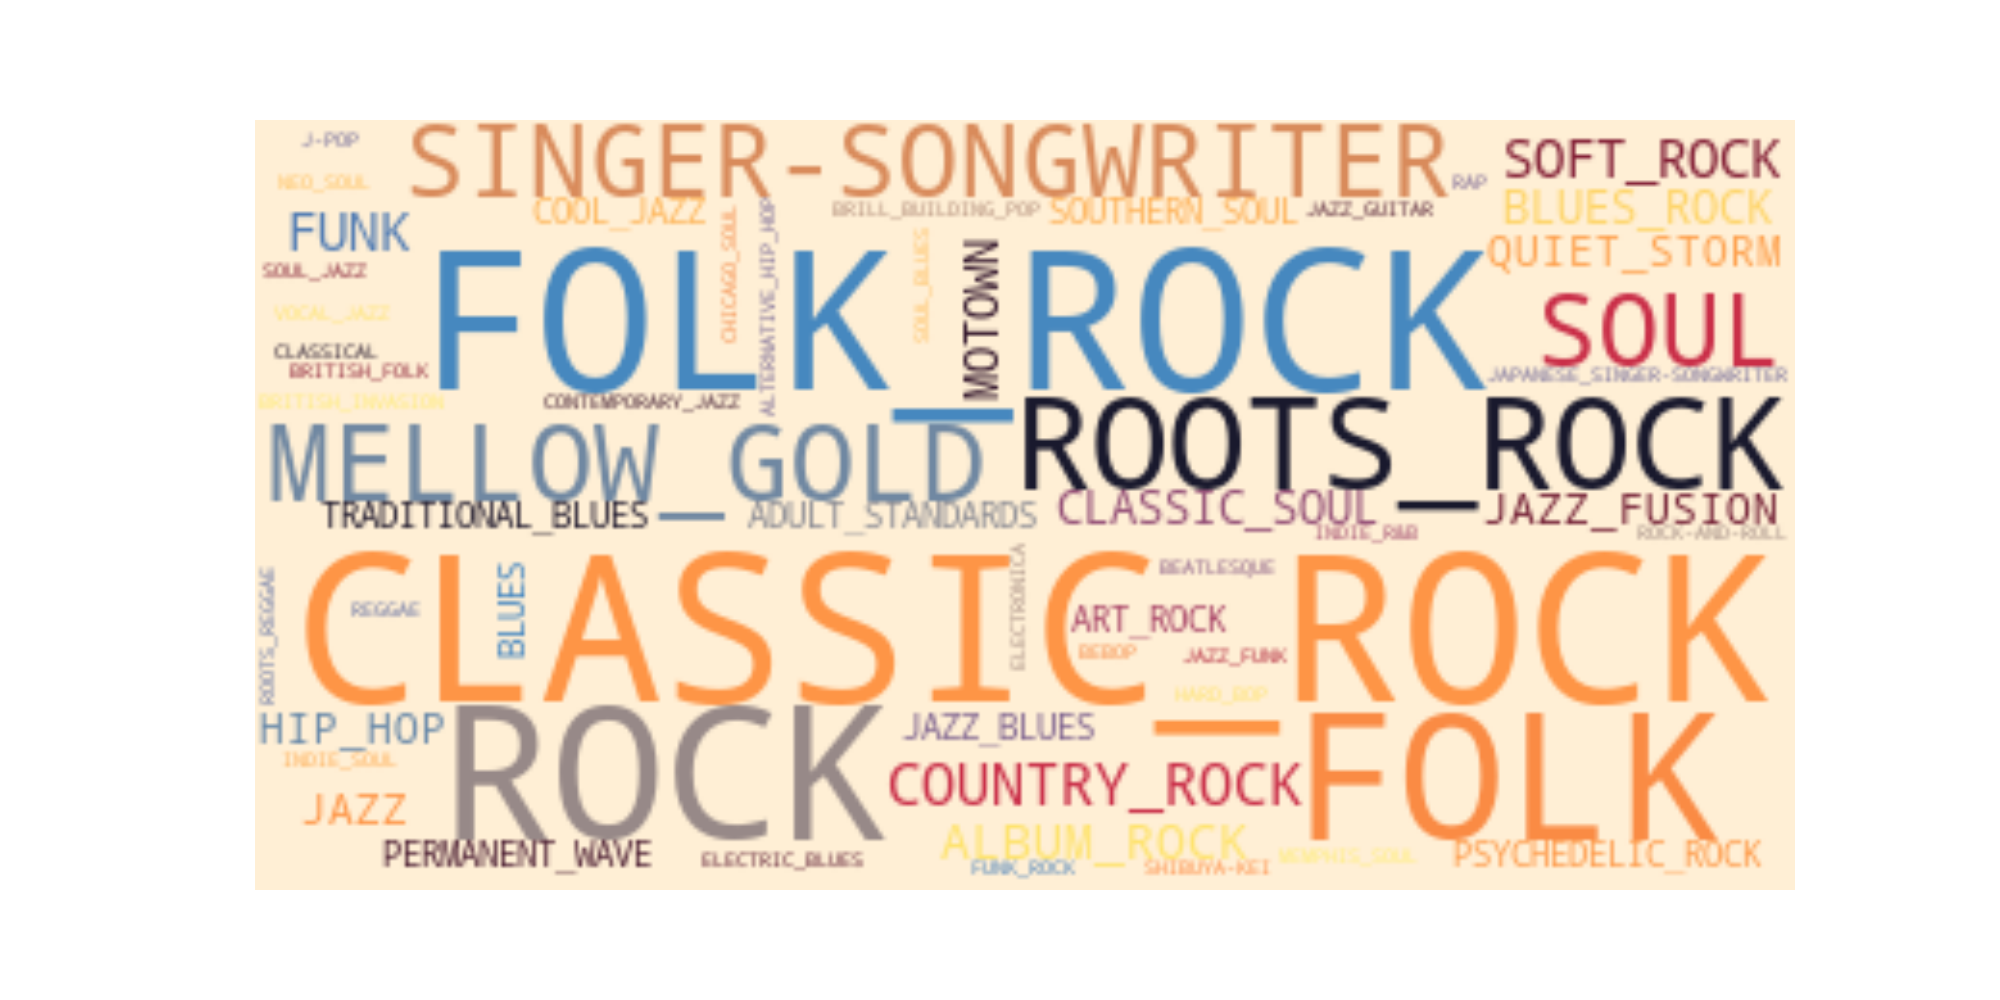 J-POP
SINGER-SONGWRITER
SOFT_ROCK
NEO_SOUL
RAP
COOL_JAZZ
BRILL_BUILDING_POP
SOUTHERN_SOUL
JAZZ_GUITAR
BLUES_ROCK
FUNK
CHICAGO_SOUL
ALTERNATIVE_HIP_HOP
SOUL_BLUES
MOTOWN
QUIET_STORM
SOUL_JAZZ
FOLK_ROCK
SOUL
VOCAL_JAZZ
CLASSICAL
BRITISH_FOLK
JAPANESE_SINGER-SONGWRITER
BRITISH_INVASION
CONTEMPORARY_JAZZ
MELLOW_GOLD
ROOTS_ROCK
TRADITIONAL_BLUES
ADULT_STANDARDS
CLASSIC_SOUL
JAZZ_FUSION
INDIE_R&B
ROCK-AND-ROLL
ROOTS_REGGAE
REGGAE
BLUES
CLASSIC_ROCK
ELECTRONICA
BEATLESQUE
ART_ROCK
BEBOP
JAZZ_FUNK
HARD_BOP
HIP_HOP
ROCK
JAZZ_BLUES
FOLK
INDIE_SOUL
COUNTRY_ROCK
JAZZ
ALBUM_ROCK
PERMANENT_WAVE
ELECTRIC_BLUES
FUNK_ROCK
SHIBUYA-KEI
MEMPHIS_SOUL
PSYCHEDELIC_ROCK